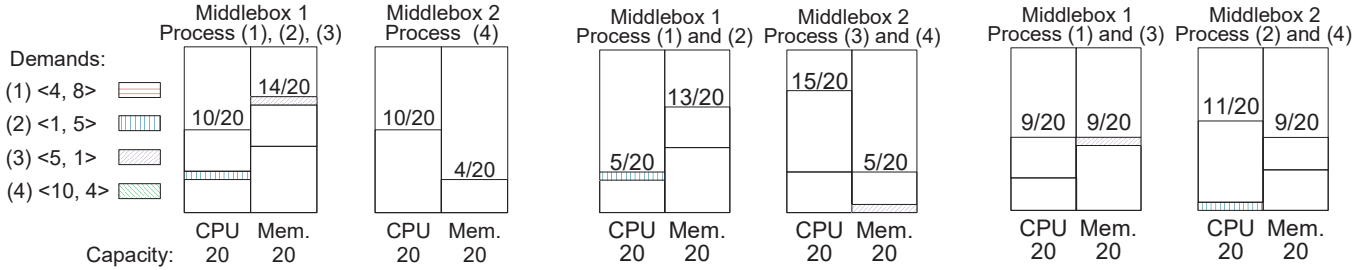 Middlebox 1
Process (1), (2), (3)
Middlebox 2
Process (4)
Demands:
(1) <4, 8>
(2) <1, 5>
(3) <5, 1>
(4) <10, 4>
10/20
14/20
10/20
4/20
CPU
Mem.
CPU
Mem.
Capacity:
20
20
20
20
Middlebox 1
Process (1) and (2)
Middlebox 2
Process (3) and (4)
5/20
13/20
15/20
5/20
CPU
Mem.
CPU
Mem.
20
20
20
20
Middlebox 1
Process (1) and (3)
Middlebox 2
Process (2) and (4)
9/20
9/20
11/20
9/20
CPU
Mem.
CPU
Mem.
20
20
20
20